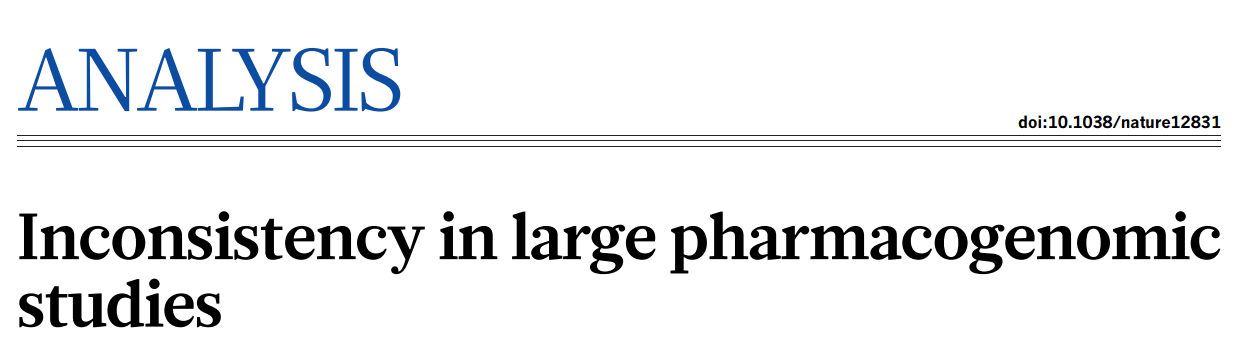 ANALYSIS
doi:10.1038/nature12831
Inconsistency in large pharmacogenomic
studies